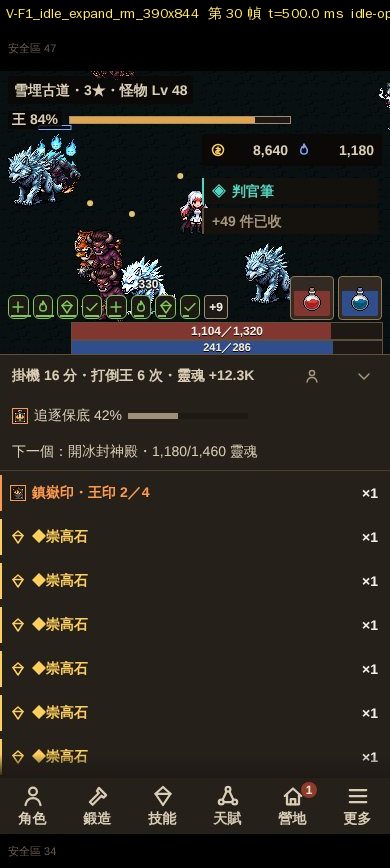 V-F1_idle_expand_rm_390x844 第 30 幀 t=500.0 ms idle-op
安全區 47
雪埋古道・3★・怪物 Lv 48
王 84%
8,640 1,180
◈ 判官筆
+49 件已收
330
+9
1,104／1,320
241／286
掛機 16 分・打倒王 6 次・靈魂 +12.3K
追逐保底 42%
下一個：開冰封神殿・1,180/1,460 靈魂
鎮嶽印・王印 2／4 ×1
◆崇高石 ×1
◆崇高石 ×1
◆崇高石 ×1
◆崇高石 ×1
◆崇高石 ×1
◆崇高石 ×1
1
角色 鍛造 技能 天賦 營地 更多
安全區 34